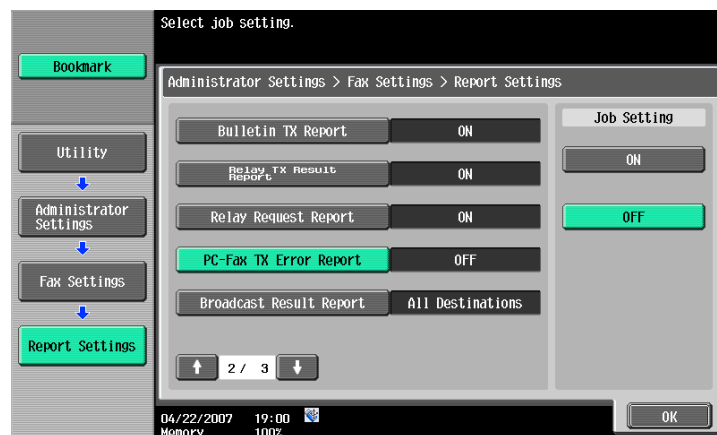 Select job setting.
Bookmark
Administrator Settings > Fax Settings > Report Settings
Bulletin TX Report ON
Relay TX Result
Report ON
Relay Request Report ON
PC-Fax TX Error Report OFF
Broadcast Result Report All Destinations
2/ 3
Job Setting
ON
OFF
Utility
Administrator
Settings
Fax Settings
Report Settings
04/22/2007 19:00
Memory 100%
OK